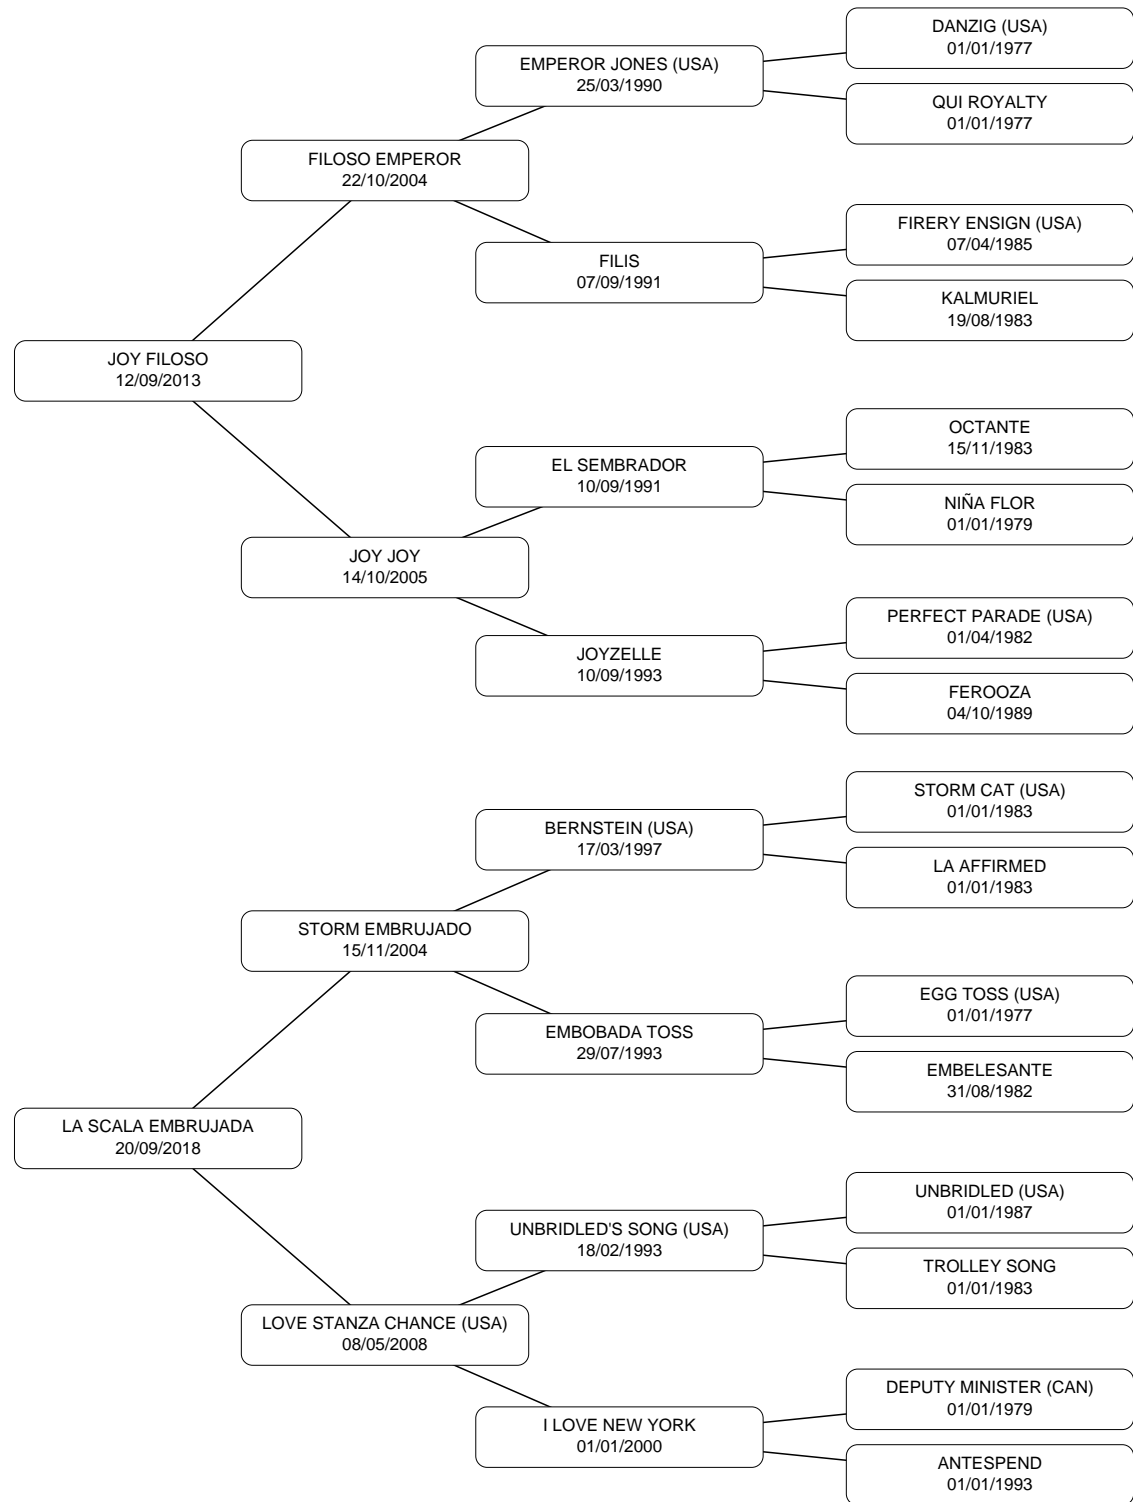 DANZIG (USA)
01/01/1977
EMPEROR JONES (USA)
25/03/1990
QUI ROYALTY
01/01/1977
FILOSO EMPEROR
22/10/2004
FIRERY ENSIGN (USA)
07/04/1985
FILIS
07/09/1991
KALMURIEL
19/08/1983
JOY FILOSO
12/09/2013
OCTANTE
15/11/1983
EL SEMBRADOR
10/09/1991
NIÑA FLOR
01/01/1979
JOY JOY
14/10/2005
PERFECT PARADE (USA)
01/04/1982
JOYZELLE
10/09/1993
FEROOZA
04/10/1989
STORM CAT (USA)
01/01/1983
BERNSTEIN (USA)
17/03/1997
LA AFFIRMED
01/01/1983
STORM EMBRUJADO
15/11/2004
EGG TOSS (USA)
01/01/1977
EMBOBADA TOSS
29/07/1993
EMBELESANTE
31/08/1982
LA SCALA EMBRUJADA
20/09/2018
UNBRIDLED (USA)
01/01/1987
UNBRIDLED'S SONG (USA)
18/02/1993
TROLLEY SONG
01/01/1983
LOVE STANZA CHANCE (USA)
08/05/2008
DEPUTY MINISTER (CAN)
01/01/1979
I LOVE NEW YORK
01/01/2000
ANTESPEND
01/01/1993